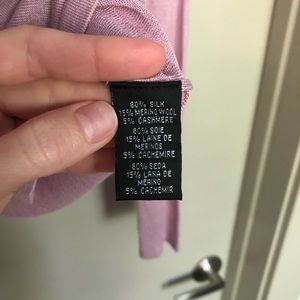 80% SILK
15% MERINO WOOL
5% CASHMERE
80% SOIE
15% LAINE DE
MERINOS
5% CACHEMIRE
80% SEDA
15% LANA DE
MERINO
5% CACHEMIR